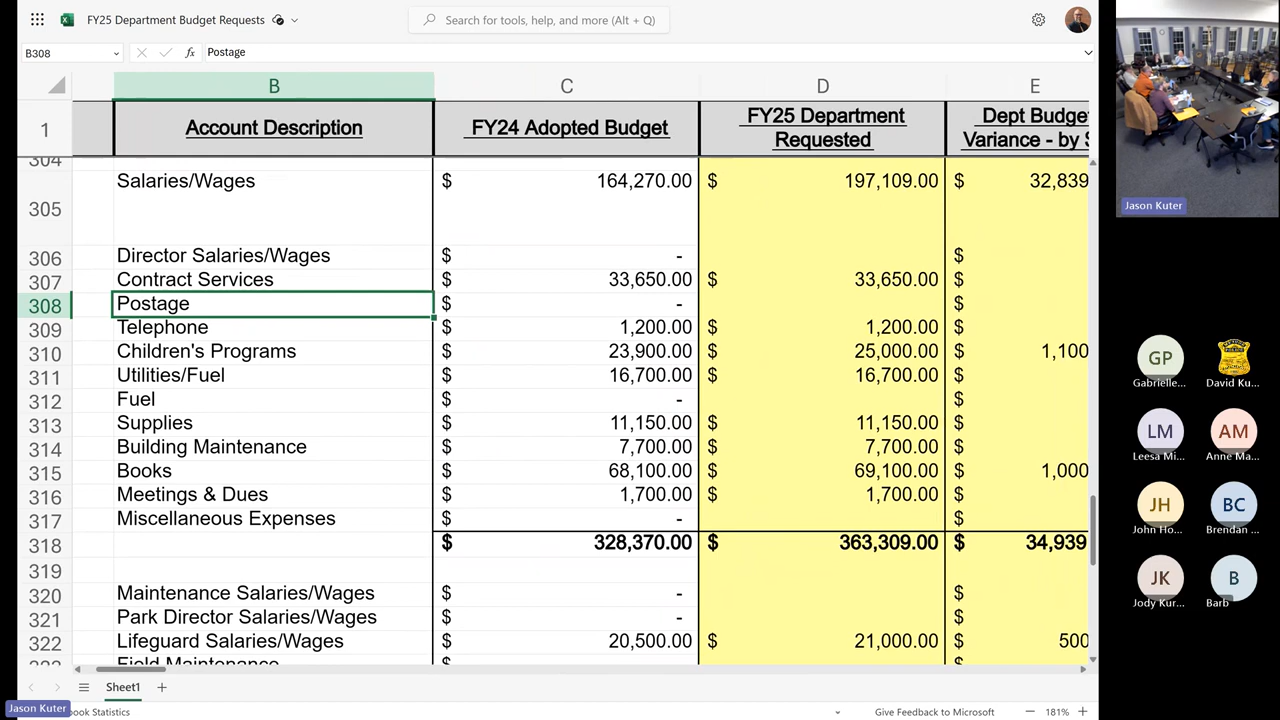 FY25 Department Budget Requests
Search for tools, help, and more (Alt + Q)
B308
fx
Postage
B C D E
1 Account Description FY24 Adopted Budget FY25 Department Requested Dept Budget Variance - by
304
305 Salaries/Wages $ 164,270.00 $ 197,109.00 $ 32,839
306 Director Salaries/Wages $ - $
307 Contract Services $ 33,650.00 $ 33,650.00 $
308 Postage $ - $
309 Telephone $ 1,200.00 $ 1,200.00 $
310 Children's Programs $ 23,900.00 $ 25,000.00 $ 1,100
311 Utilities/Fuel $ 16,700.00 $ 16,700.00 $
312 Fuel $ - $
313 Supplies $ 11,150.00 $ 11,150.00 $
314 Building Maintenance $ 7,700.00 $ 7,700.00 $
315 Books $ 68,100.00 $ 69,100.00 $ 1,000
316 Meetings & Dues $ 1,700.00 $ 1,700.00 $
317 Miscellaneous Expenses $ - $
318 $ 328,370.00 $ 363,309.00 $ 34,939
319
320 Maintenance Salaries/Wages $ - $
321 Park Director Salaries/Wages $ - $
322 Lifeguard Salaries/Wages $ 20,500.00 $ 21,000.00 $ 500
Field Maintenance
Sheet1
Jason Kuter
book Statistics
Give Feedback to Microsoft
181%
Jason Kuter
GP
Gabrielle...
David Ku...
LM
Leesa Mi...
AM
Anne Ma...
JH
John Ho...
BC
Brendan ...
JK
Jody Kur...
B
Barb